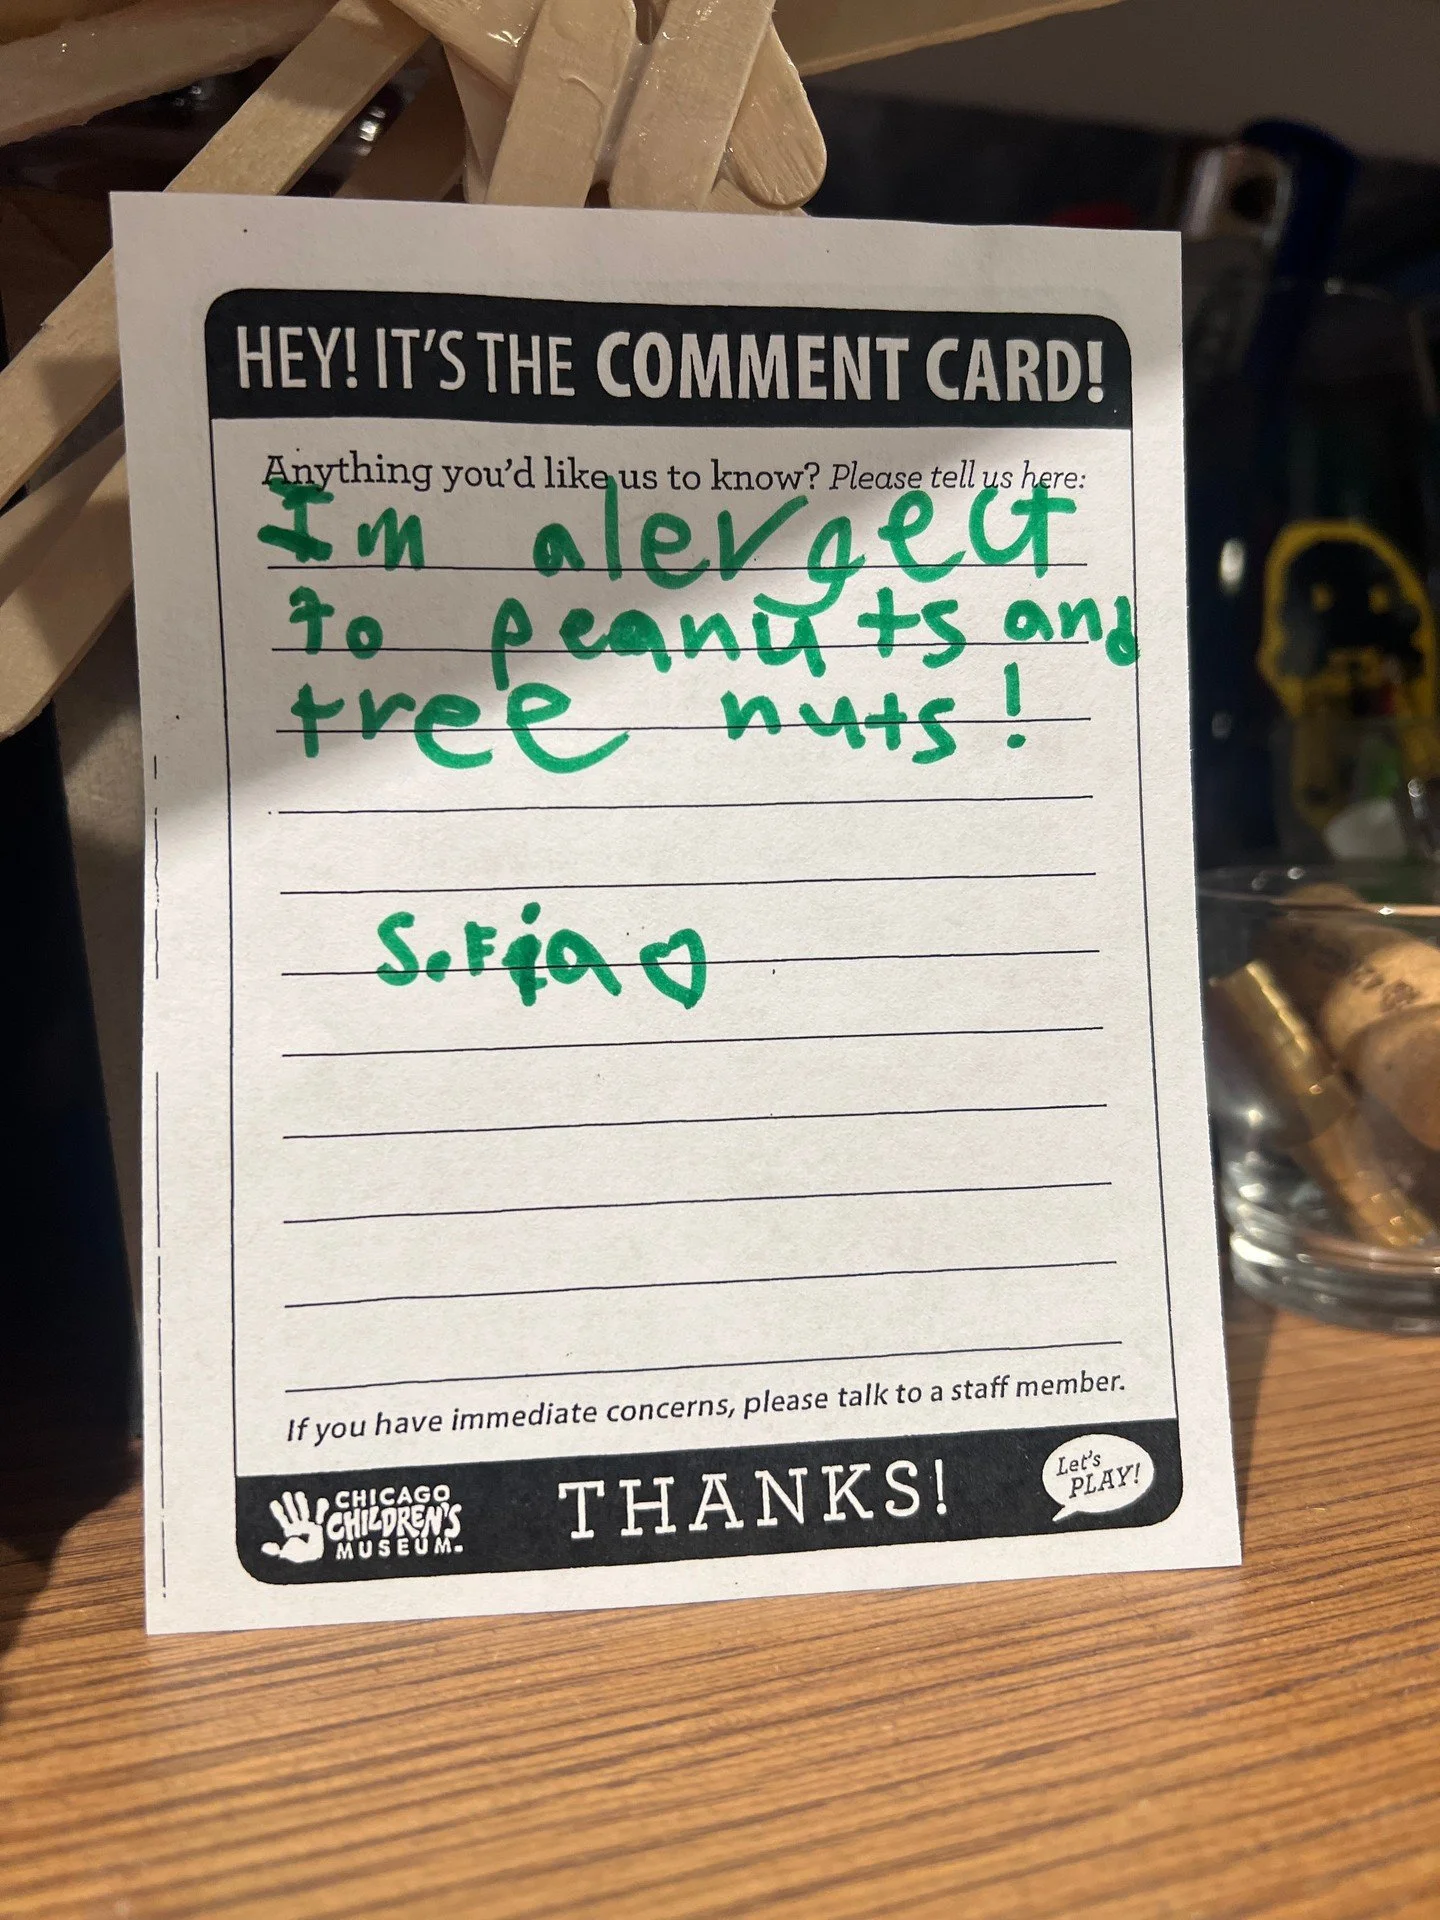 HEY! IT'S THE COMMENT CARD!
Anything you'd like us to know? Please tell us here:
Im alergect
to peanuts and
tree nuts!
Sofia ♡
If you have immediate concerns, please talk to a staff member.
CHICAGO
CHILDREN'S
MUSEUM.
THANKS!
Let's
PLAY!